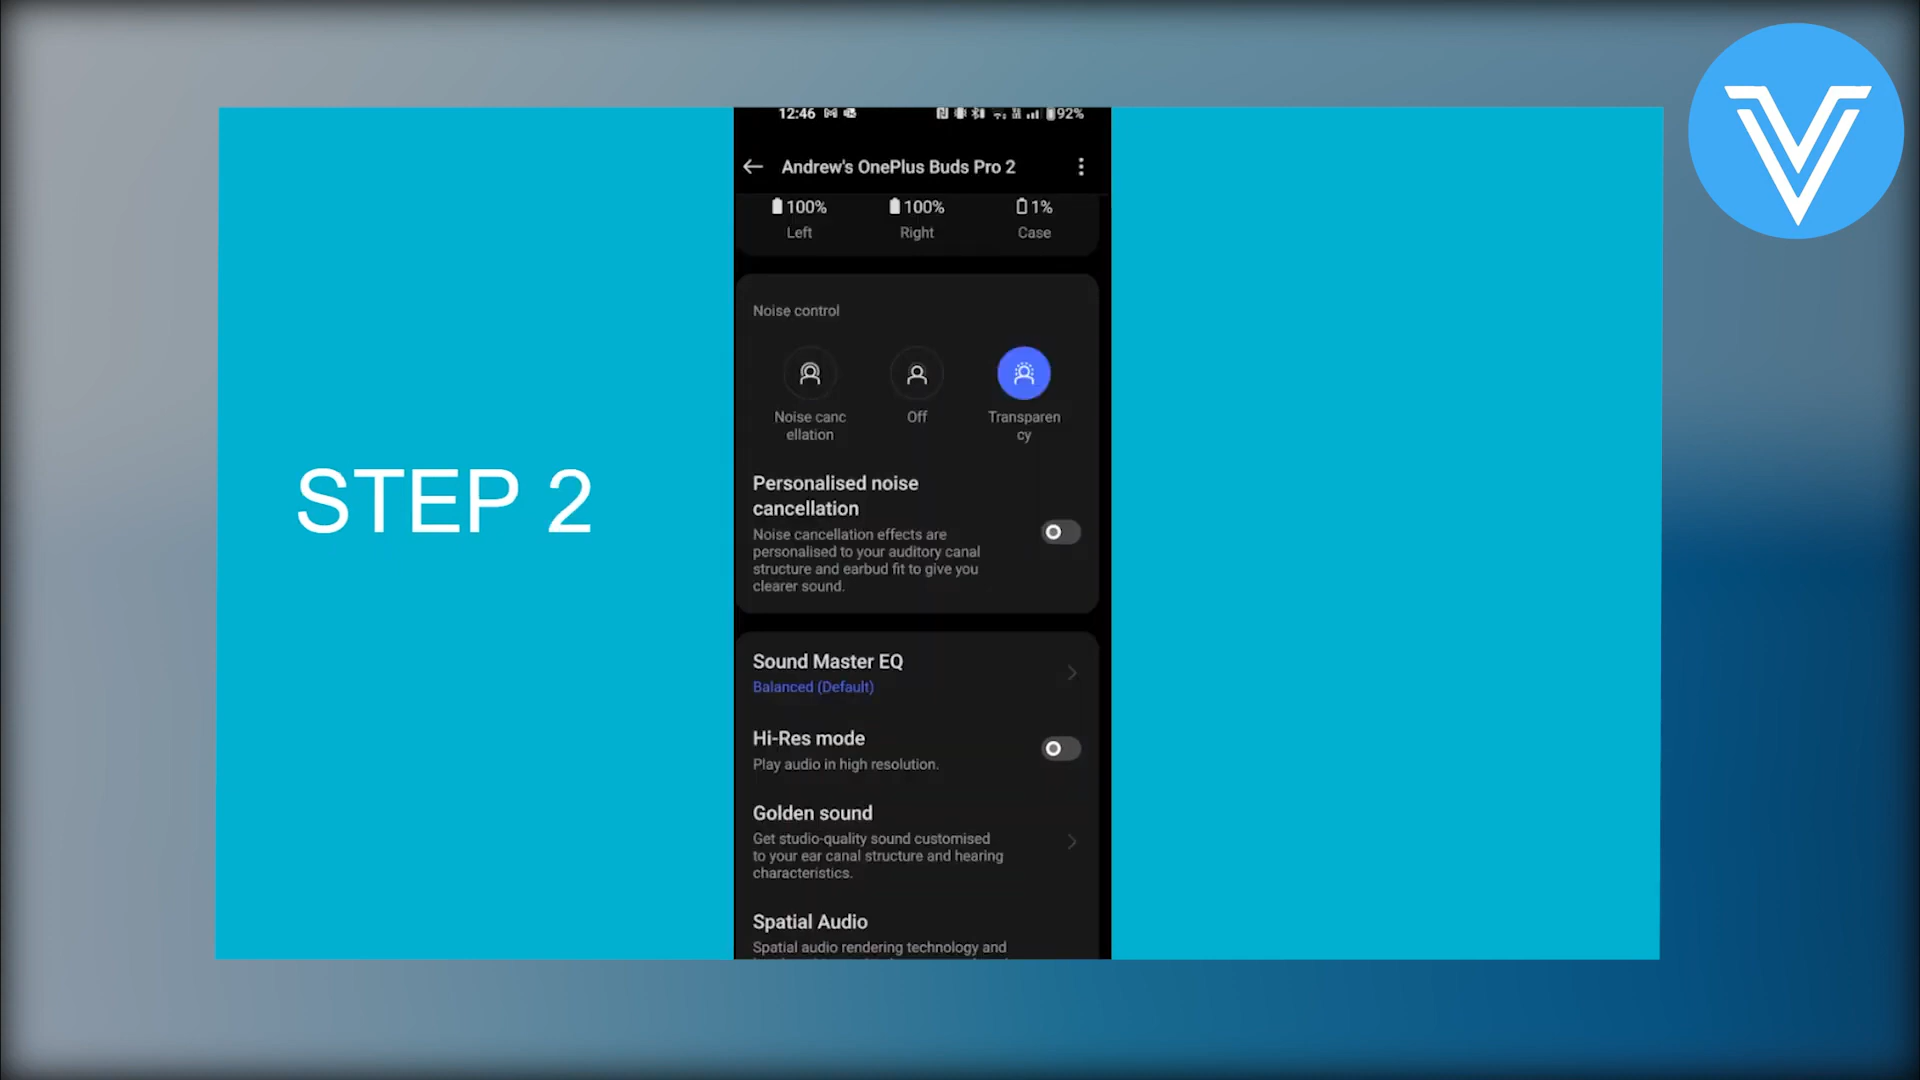 12:46 92%
Andrew's OnePlus Buds Pro 2
100% 100% 1%
Left Right Case
Noise control
Noise canc
ellation
Off
Transparen
cy
STEP 2
Personalised noise
cancellation
Noise cancellation effects are
personalised to your auditory canal
structure and earbud fit to give you
clearer sound.
Sound Master EQ
Balanced (Default)
Hi-Res mode
Play audio in high resolution.
Golden sound
Get studio-quality sound customised
to your ear canal structure and hearing
characteristics.
Spatial Audio
Spatial audio rendering technology and